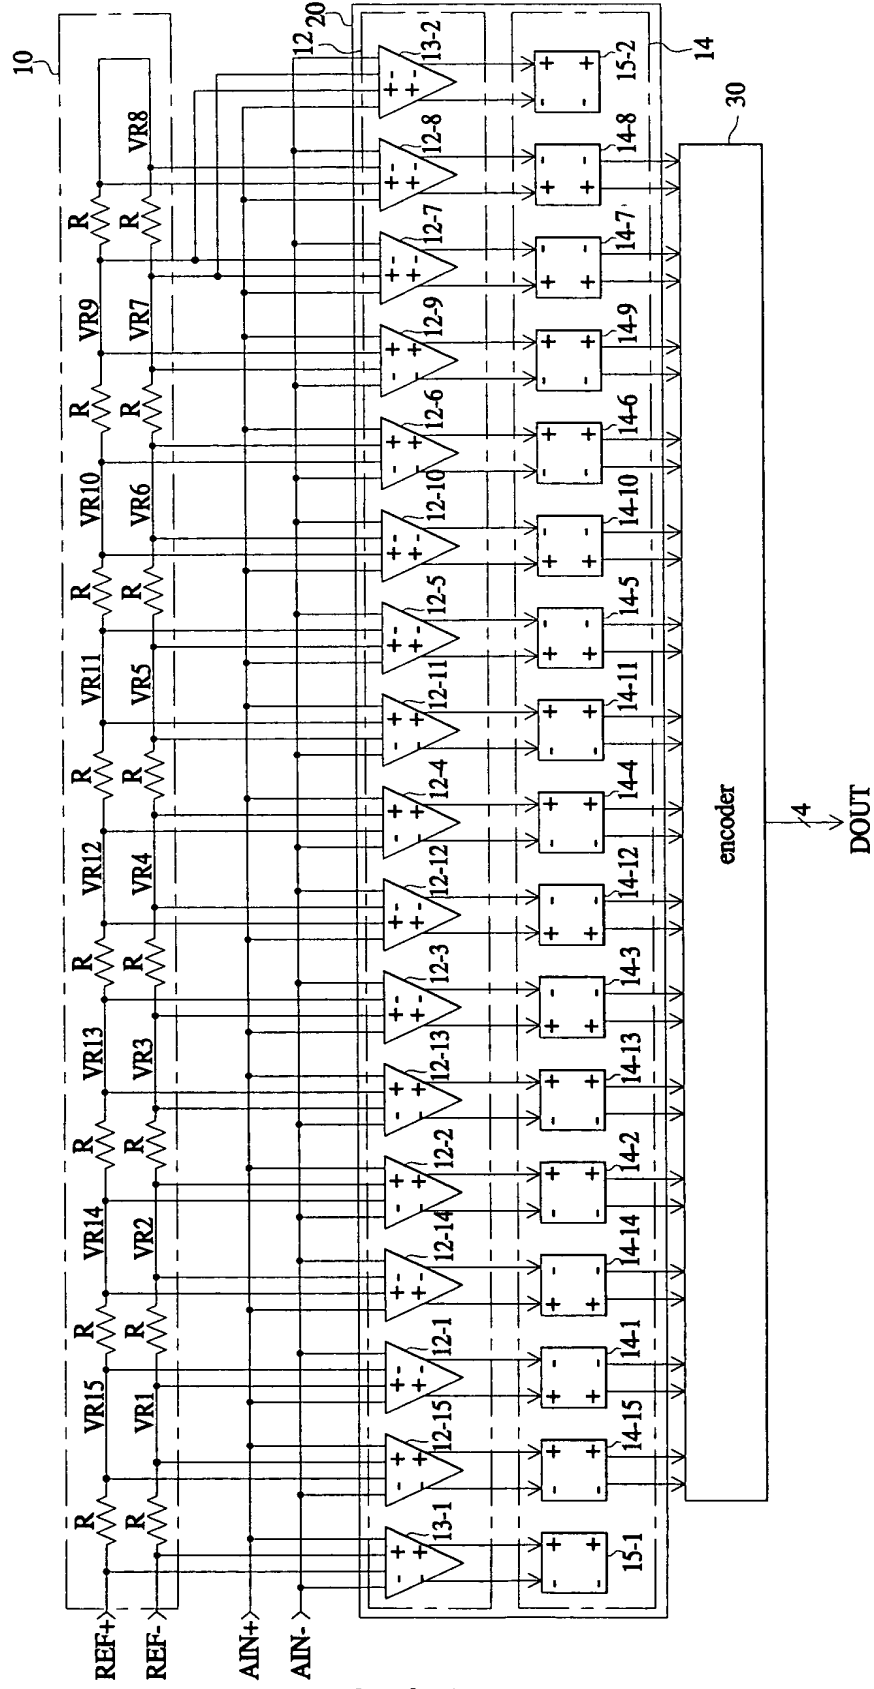 10
REF+ R VR15 R VR14 R VR13 R VR12 R VR11 R VR10 R VR9 R
REF- R VR1 R VR2 R VR3 R VR4 R VR5 R VR6 R VR7 R VR8
AIN+
AIN-
20
12
13-1 12-15 12-1 12-14 12-2 12-13 12-3 12-12 12-4 12-11 12-5 12-10 12-6 12-9 12-7 12-8 13-2
15-1 14-15 14-1 14-14 14-2 14-13 14-3 14-12 14-4 14-11 14-5 14-10 14-6 14-9 14-7 14-8 15-2
14
30
encoder
4
DOUT